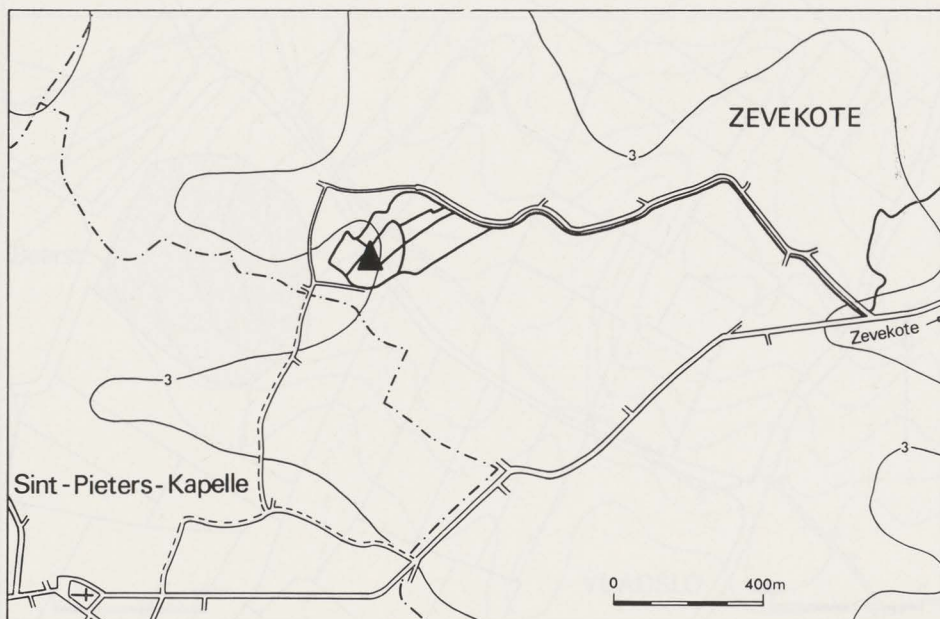 ZEVEKOTE
3
3
Zevekote
3
Sint-Pieters-Kapelle
0 400m